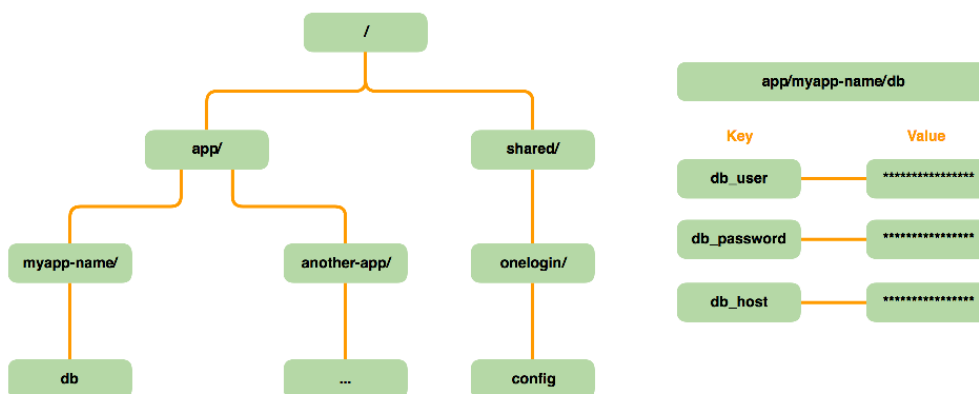 /
app/
shared/
myapp-name/
another-app/
onelogin/
db
...
config
app/myapp-name/db
Key Value
db_user ****************
db_password ****************
db_host ****************